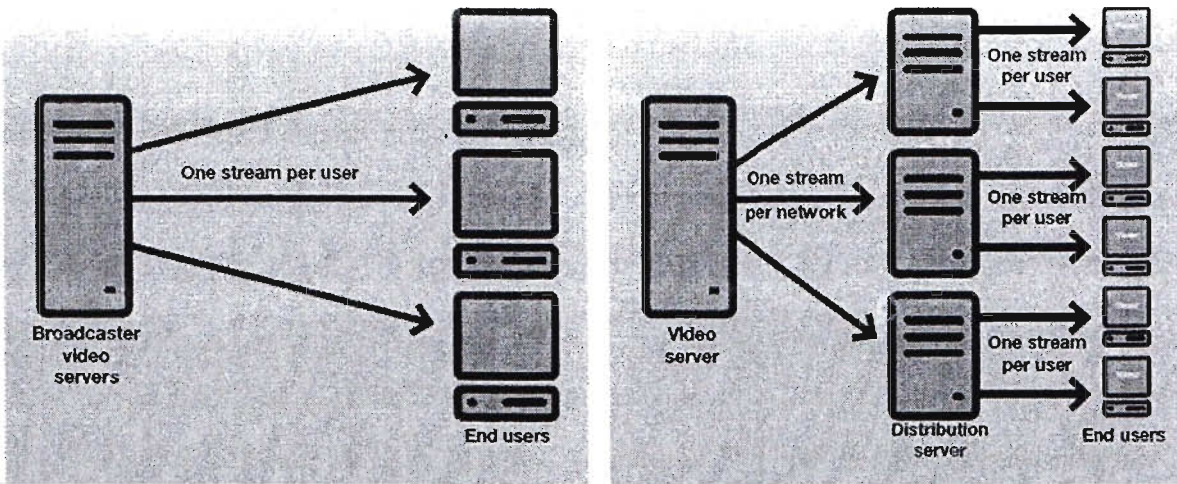 One stream per user
Broadcaster
video
servers
End users
One stream
per user
One stream
per network
One stream
per user
Video
server
One stream
per user
Distribution
server
End users